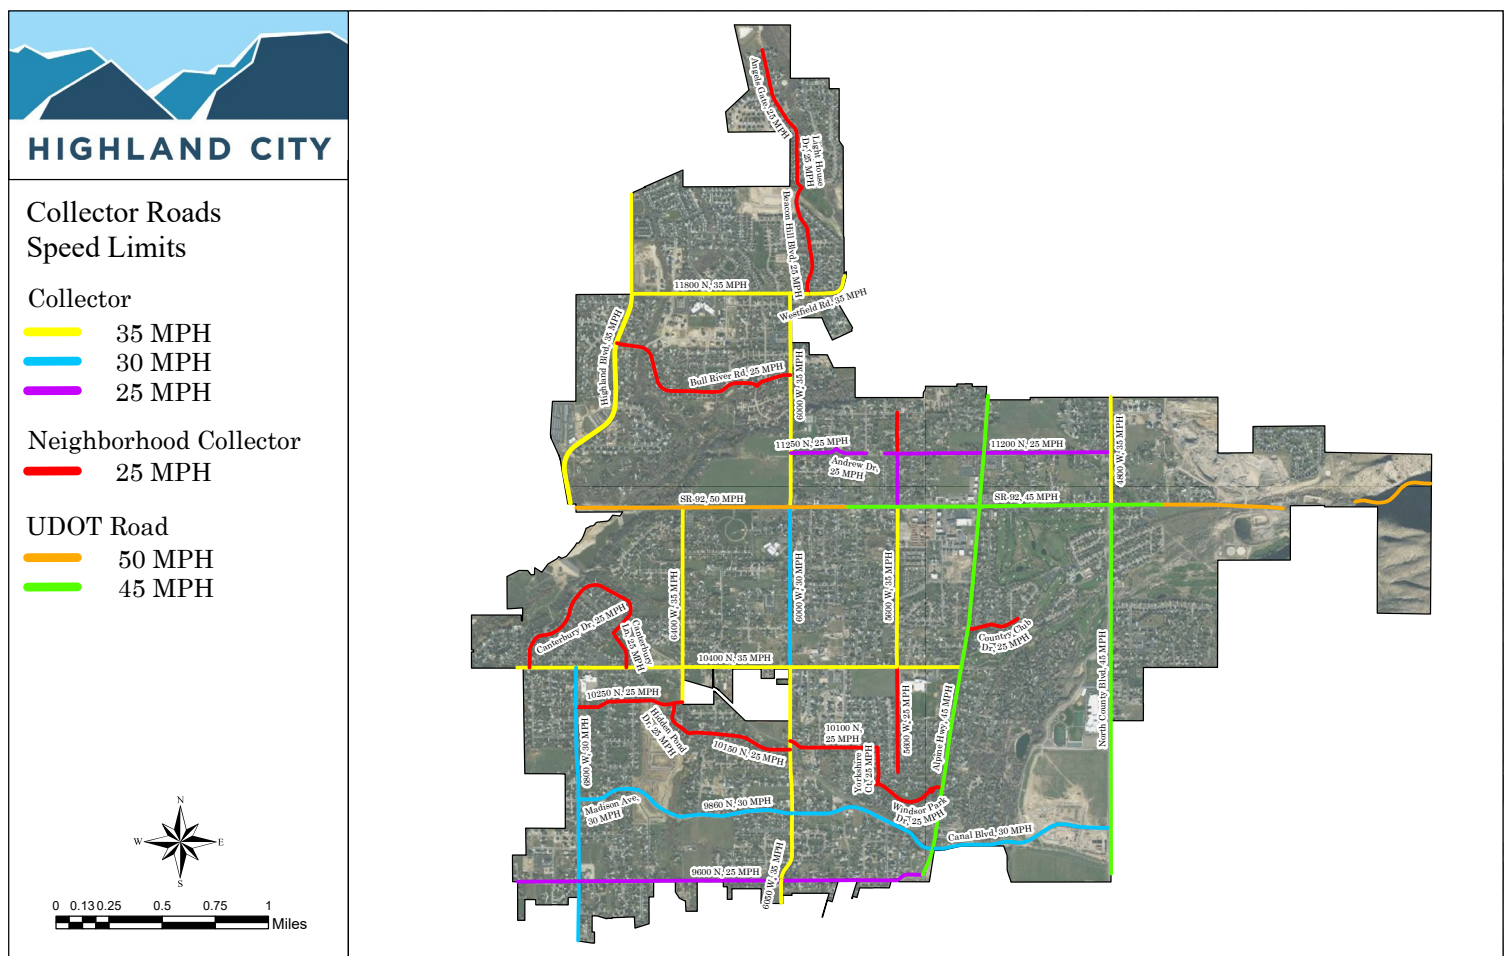 HIGHLAND CITY
Collector Roads
Speed Limits
Collector
35 MPH
30 MPH
25 MPH
Neighborhood Collector
25 MPH
UDOT Road
50 MPH
45 MPH
N
W
E
S
0
0.13
0.25
0.5
0.75
1
Miles
Angels Gate, 25 MPH
Light House
Dr, 25 MPH
Beacon Hill Blvd, 25 MPH
11800 N, 35 MPH
Westfield Rd, 35 MPH
Highland Blvd, 35 MPH
Bull River Rd, 25 MPH
6000 W, 35 MPH
11250 N, 25 MPH
Andrew Dr,
25 MPH
11200 N, 25 MPH
4800 W, 35 MPH
SR-92, 50 MPH
SR-92, 45 MPH
6400 W, 35 MPH
6000 W, 30 MPH
5600 W, 35 MPH
Canterbury Dr, 25 MPH
Canterbury
Ln, 25 MPH
Country Club
Dr, 25 MPH
10400 N, 35 MPH
North County Blvd, 45 MPH
10250 N, 25 MPH
Hidden Pond
Dr, 25 MPH
6800 W, 30 MPH
10150 N, 25 MPH
10100 N,
25 MPH
Yorkshire
Ct, 25 MPH
5600 W, 25 MPH
Alpine Hwy, 45 MPH
Windsor Park
Dr, 25 MPH
Madison Ave,
30 MPH
9860 N, 30 MPH
Canal Blvd, 30 MPH
9600 N, 25 MPH
6050 W, 35 MPH